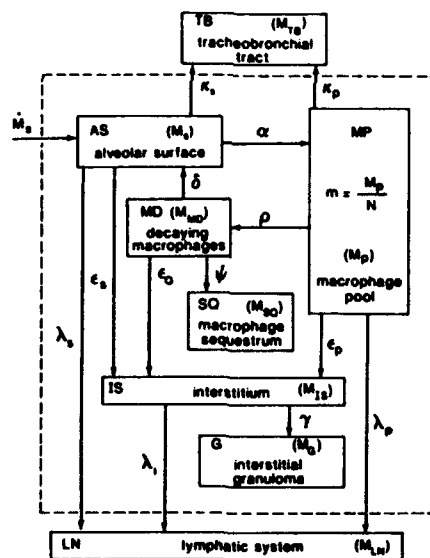 TB (M_TB)
tracheobronchial
tract
κ_s κ_p
Ṁ_s
AS (M_s)
alveolar surface
α
MP
m = M_p / N
(M_p)
macrophage
pool
δ
MD (M_MD)
decaying
macrophages
ρ
ε_s ε_D ψ
SQ (M_SQ)
macrophage
sequestrum
λ_s
ε_p
IS interstitium (M_IS)
γ
λ_p
G (M_G)
interstitial
granuloma
λ_i
LN lymphatic system (M_LN)